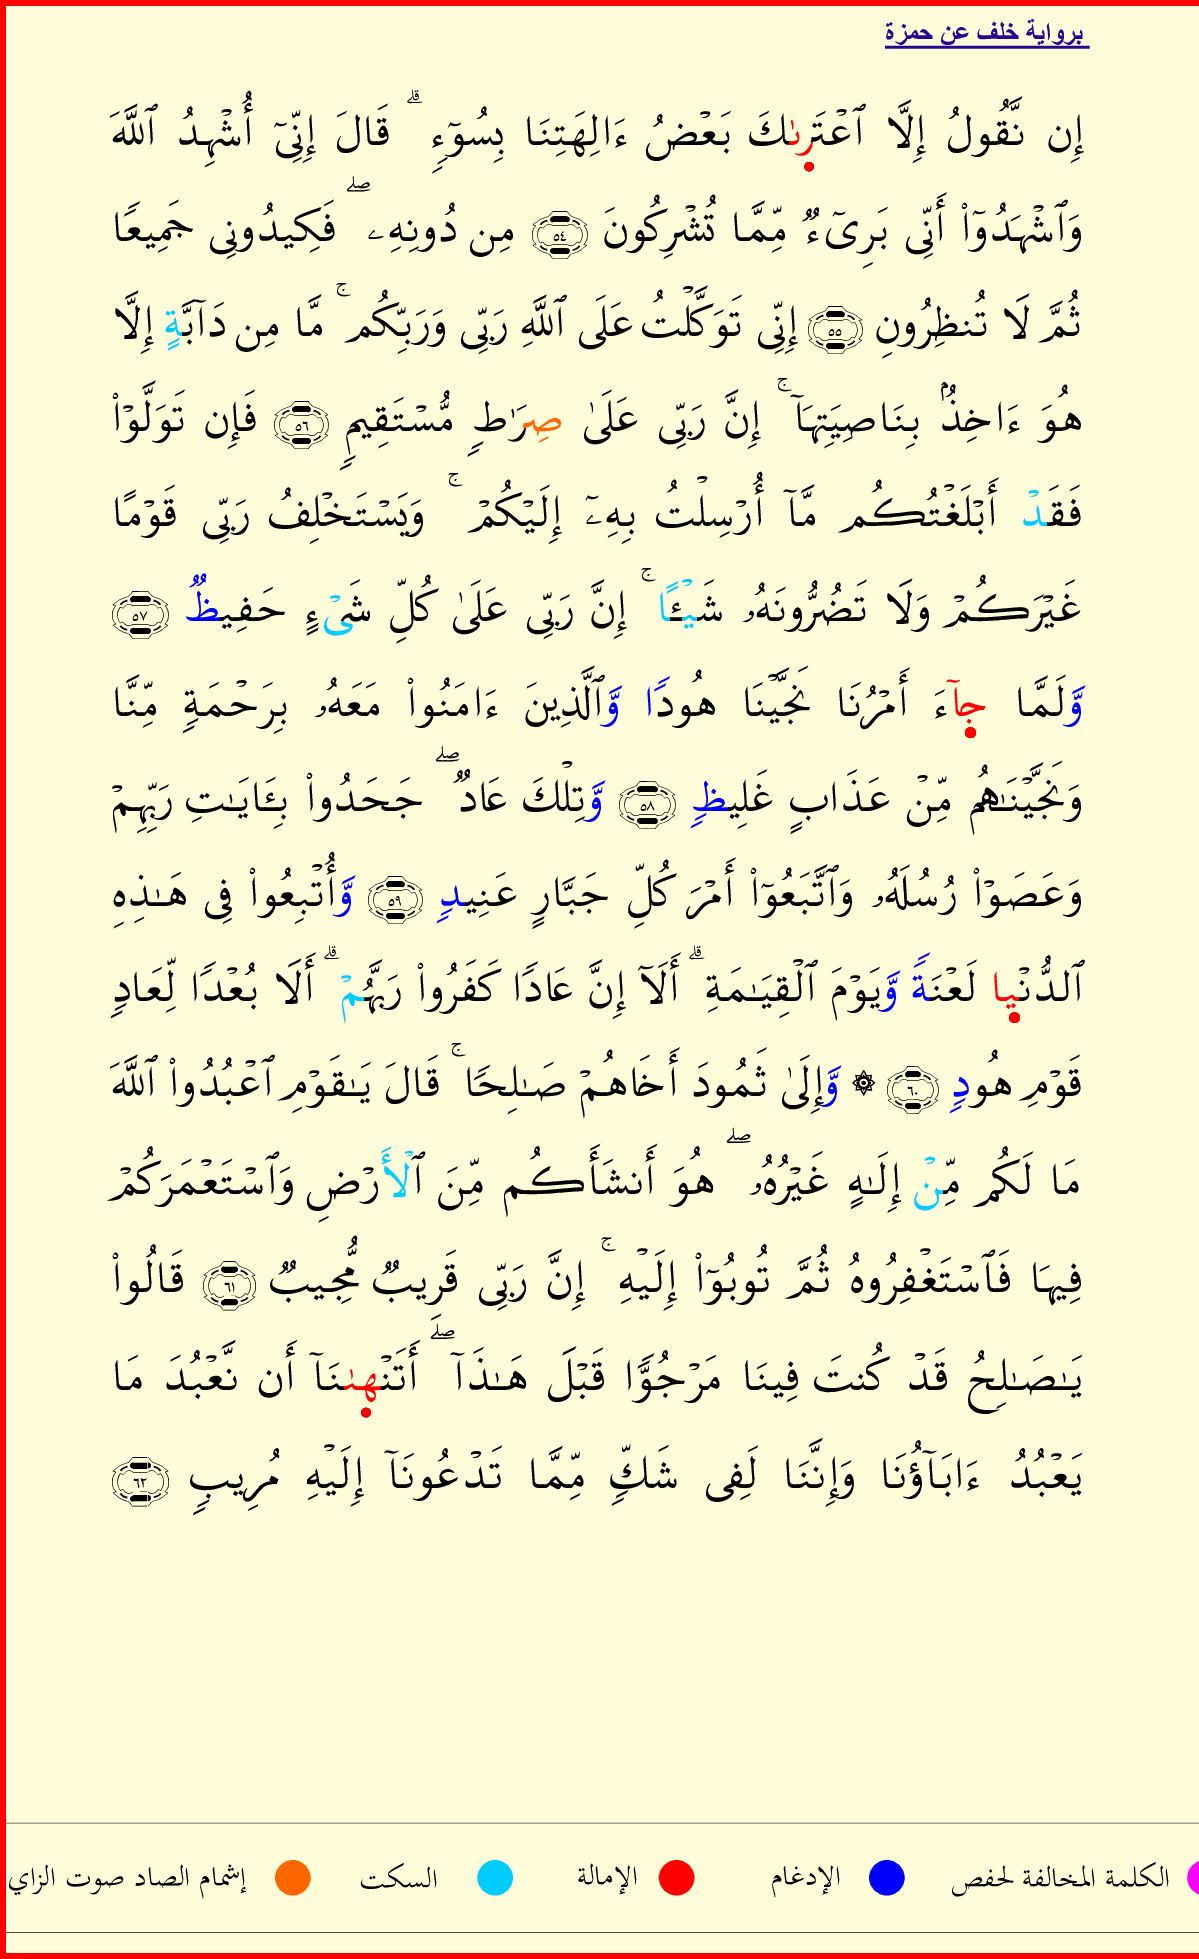 برواية خلف عن حمزة
إِن نَّقُولُ إِلَّا ٱعۡتَرىٰكَ بَعۡضُ ءَالِهَتِنَا بِسُوٓءٖۗ قَالَ إِنِّيٓ أُشۡهِدُ ٱللَّهَ
وَٱشۡهَدُوٓاْ أَنِّي بَرِيٓءٞ مِّمَّا تُشۡرِكُونَ ٥٤ مِن دُونِهِۦۖ فَكِيدُونِي جَمِيعٗا
ثُمَّ لَا تُنظِرُونِ ٥٥ إِنِّي تَوَكَّلۡتُ عَلَى ٱللَّهِ رَبِّي وَرَبِّكُمۚ مَّا مِن دَآبَّةٍ إِلَّا
هُوَ ءَاخِذُۢ بِنَاصِيَتِهَآۚ إِنَّ رَبِّي عَلَىٰ صِرَٰطٖ مُّسۡتَقِيمٖ ٥٦ فَإِن تَوَلَّوۡاْ
فَقَدۡ أَبۡلَغۡتُكُم مَّآ أُرۡسِلۡتُ بِهِۦٓ إِلَيۡكُمۡۚ وَيَسۡتَخۡلِفُ رَبِّي قَوۡمًا
غَيۡرَكُمۡ وَلَا تَضُرُّونَهُۥ شَيۡـًٔاۚ إِنَّ رَبِّي عَلَىٰ كُلِّ شَيۡءٍ حَفِيظٞ ٥٧
وَّلَمَّا جَآءَ أَمۡرُنَا نَجَّيۡنَا هُودٗا وَّٱلَّذِينَ ءَامَنُواْ مَعَهُۥ بِرَحۡمَةٖ مِّنَّا
وَنَجَّيۡنَٰهُم مِّنۡ عَذَابٍ غَلِيظٖ ٥٨ وَّتِلۡكَ عَادٞۖ جَحَدُواْ بِـَٔايَٰتِ رَبِّهِمۡ
وَعَصَوۡاْ رُسُلَهُۥ وَٱتَّبَعُوٓاْ أَمۡرَ كُلِّ جَبَّارٍ عَنِيدٖ ٥٩ وَّأُتۡبِعُواْ فِي هَٰذِهِ
ٱلدُّنۡيا لَعۡنَةٗ وَّيَوۡمَ ٱلۡقِيَٰمَةِۗ أَلَآ إِنَّ عَادٗا كَفَرُواْ رَبَّهُمۡۗ أَلَا بُعۡدٗا لِّعَادٖ
قَوۡمِ هُودٖ ٦٠ ۞ وَّإِلَىٰ ثَمُودَ أَخَاهُمۡ صَٰلِحٗاۚ قَالَ يَٰقَوۡمِ ٱعۡبُدُواْ ٱللَّهَ
مَا لَكُم مِّنۡ إِلَٰهٍ غَيۡرُهُۥۖ هُوَ أَنشَأَكُم مِّنَ ٱلۡأَرۡضِ وَٱسۡتَعۡمَرَكُمۡ
فِيهَا فَٱسۡتَغۡفِرُوهُ ثُمَّ تُوبُوٓاْ إِلَيۡهِۚ إِنَّ رَبِّي قَرِيبٞ مُّجِيبٞ ٦١ قَالُواْ
يَٰصَٰلِحُ قَدۡ كُنتَ فِينَا مَرۡجُوّٗا قَبۡلَ هَٰذَآۖ أَتَنۡهىٰنَآ أَن نَّعۡبُدَ مَا
يَعۡبُدُ ءَابَآؤُنَا وَإِنَّنَا لَفِي شَكّٖ مِّمَّا تَدۡعُونَآ إِلَيۡهِ مُرِيبٖ ٦٢
الكلمة المخالفة لحفص الإدغام الإمالة السكت إشمام الصاد صوت الزاي